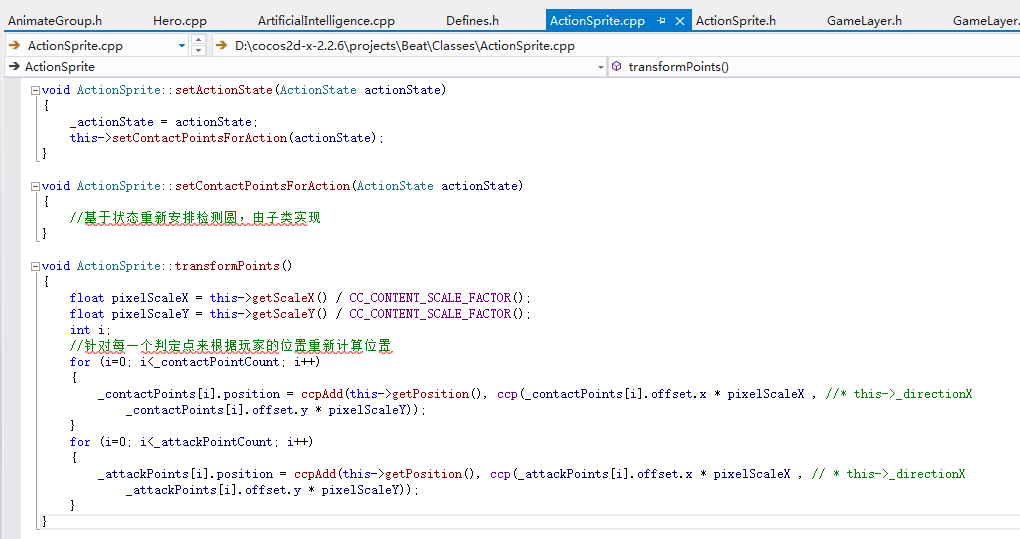 AnimateGroup.h Hero.cpp ArtificialIntelligence.cpp Defines.h ActionSprite.cpp ActionSprite.h GameLayer.h GameLayer.
ActionSprite.cpp D:\cocos2d-x-2.2.6\projects\Beat\Classes\ActionSprite.cpp
ActionSprite transformPoints()
void ActionSprite::setActionState(ActionState actionState)
{
_actionState = actionState;
this->setContactPointsForAction(actionState);
}
void ActionSprite::setContactPointsForAction(ActionState actionState)
{
//基于状态重新安排检测圆，由子类实现
}
void ActionSprite::transformPoints()
{
float pixelScaleX = this->getScaleX() / CC_CONTENT_SCALE_FACTOR();
float pixelScaleY = this->getScaleY() / CC_CONTENT_SCALE_FACTOR();
int i;
//针对每一个判定点来根据玩家的位置重新计算位置
for (i=0; i<_contactPointCount; i++)
{
_contactPoints[i].position = ccpAdd(this->getPosition(), ccp(_contactPoints[i].offset.x * pixelScaleX , //* this->_directionX
_contactPoints[i].offset.y * pixelScaleY));
}
for (i=0; i<_attackPointCount; i++)
{
_attackPoints[i].position = ccpAdd(this->getPosition(), ccp(_attackPoints[i].offset.x * pixelScaleX , // * this->_directionX
_attackPoints[i].offset.y * pixelScaleY));
}
}